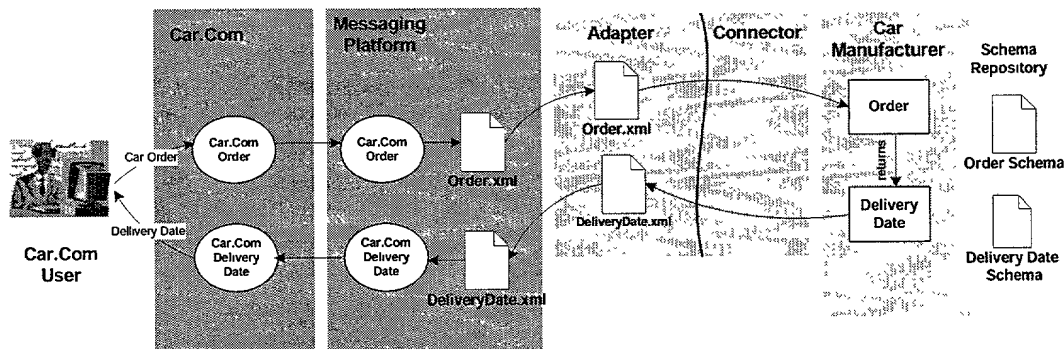 Car.Com
Messaging
Platform
Adapter
Connector
Car
Manufacturer
Schema
Repository
Car.Com
Order
Car.Com
Order
Order.xml
Order.xml
Order
Order Schema
Car Order
returns
Delivery Date
Car.Com
User
Car.Com
Delivery
Date
Car.Com
Delivery
Date
DeliveryDate.xml
DeliveryDate.xml
Delivery
Date
Delivery Date
Schema